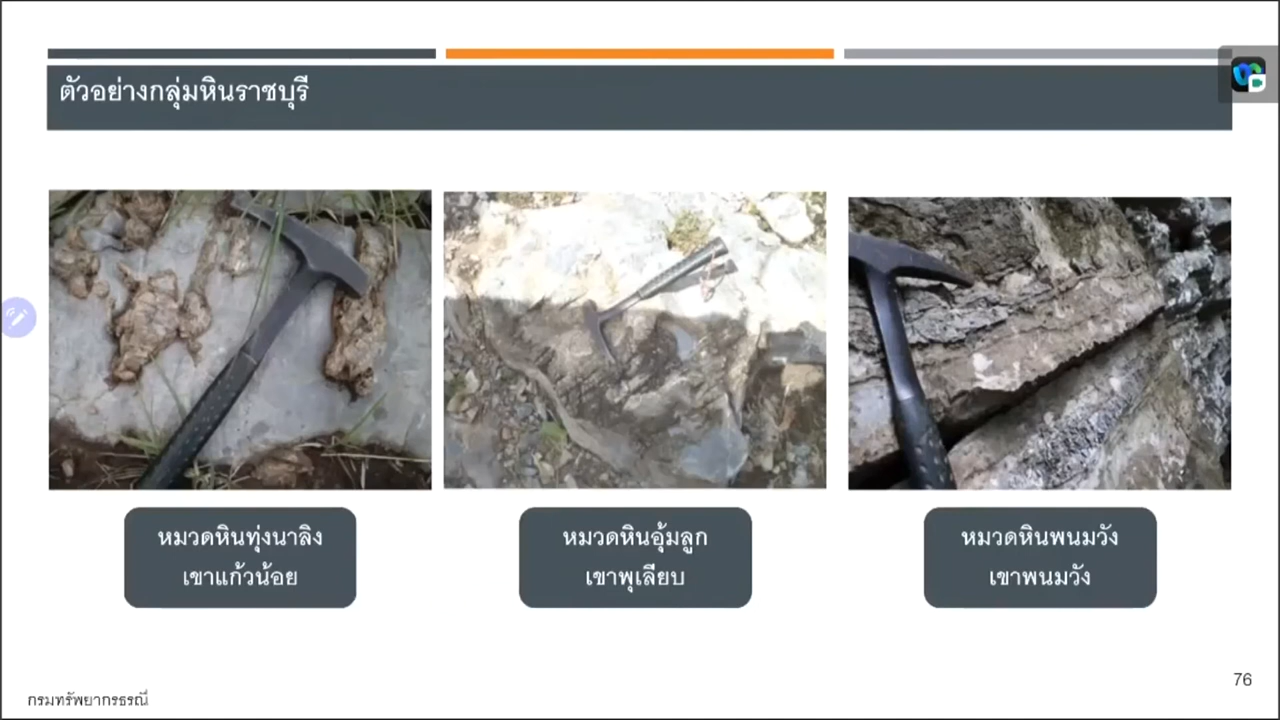 ตัวอย่างกลุ่มหินราชบุรี
หมวดหินทุ่งนาลิง
เขาแก้วน้อย
หมวดหินอุ้มลูก
เขาพุเลียบ
หมวดหินพนมวัง
เขาพนมวัง
76
กรมทรัพยากรธรณี